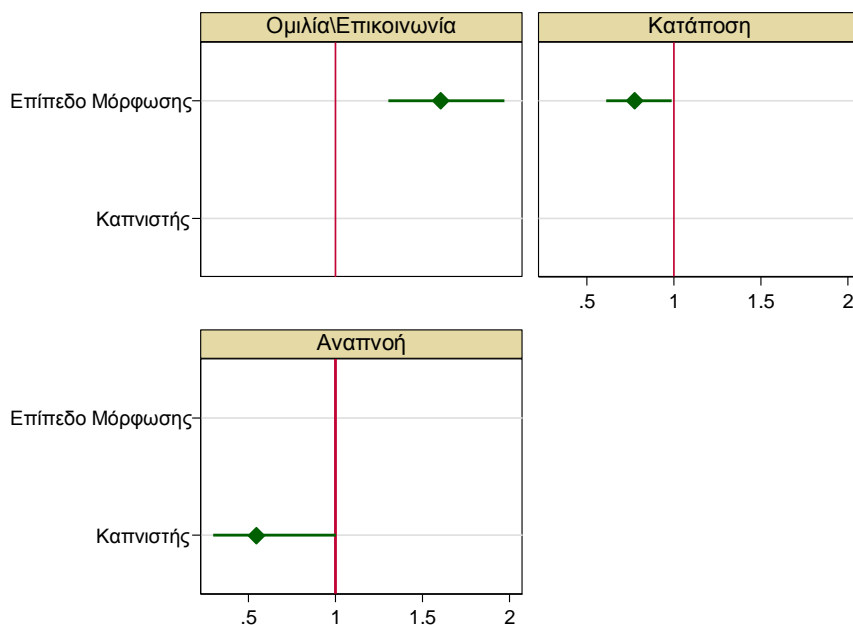 Ομιλία\Επικοινωνία
Κατάποση
Επίπεδο Μόρφωσης
Καπνιστής
.5 1 1.5 2
Αναπνοή
Επίπεδο Μόρφωσης
Καπνιστής
.5 1 1.5 2